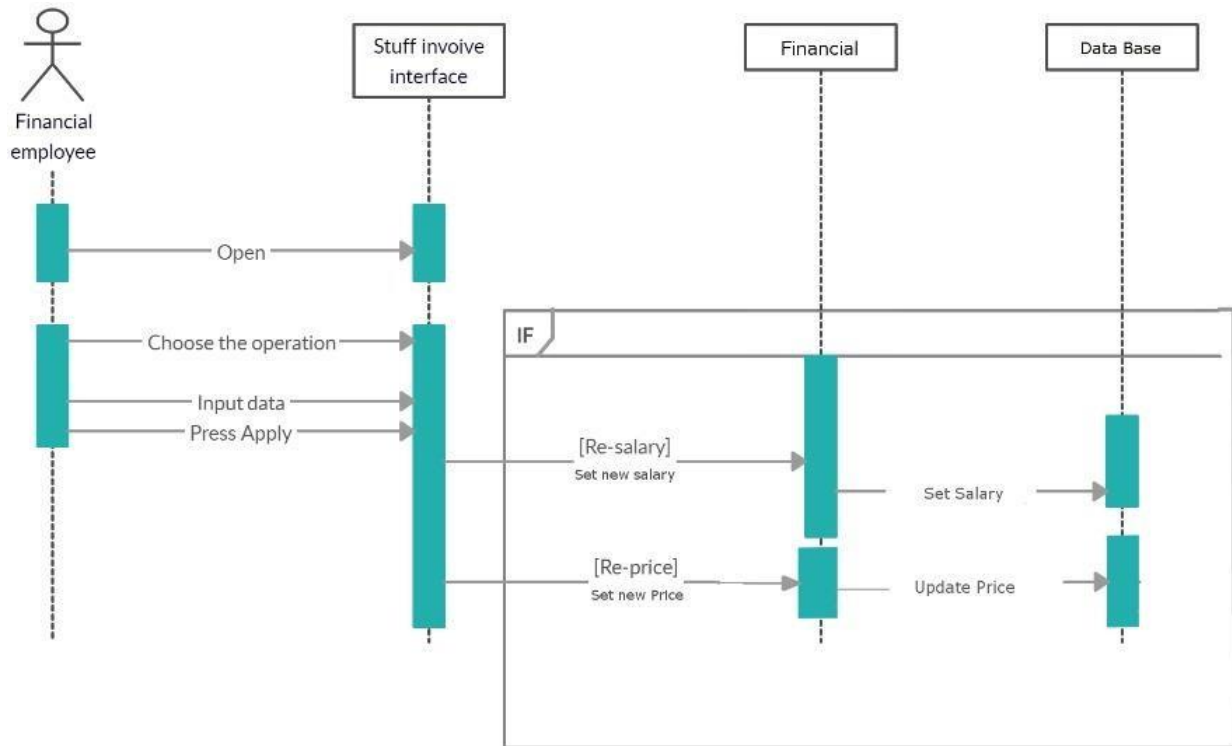 Financial
employee
Stuff invoive
interface
Financial
Data Base
Open
Choose the operation
Input data
Press Apply
IF
[Re-salary]
Set new salary
Set Salary
[Re-price]
Set new Price
Update Price